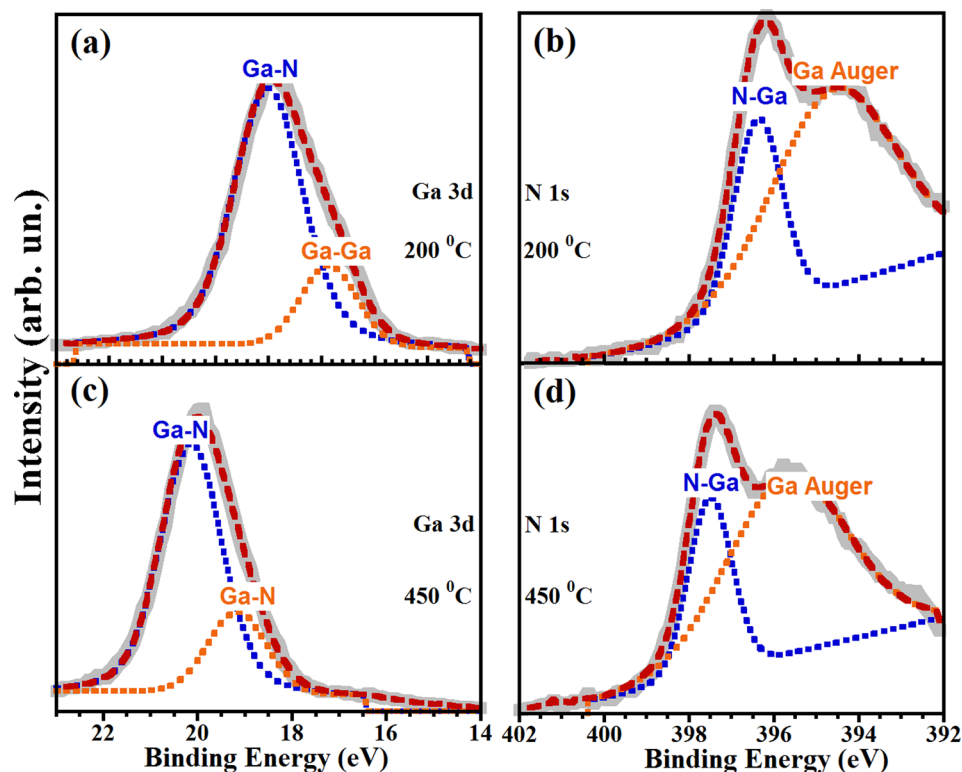 (a)
Ga-N
Ga 3d
Ga-Ga
200 ⁰C
(b)
Ga Auger
N-Ga
N 1s
200 ⁰C
Intensity (arb. un.)
(c)
Ga-N
Ga 3d
Ga-N
450 ⁰C
(d)
N-Ga
Ga Auger
N 1s
450 ⁰C
22 20 18 16 14
Binding Energy (eV)
402 400 398 396 394 392
Binding Energy (eV)